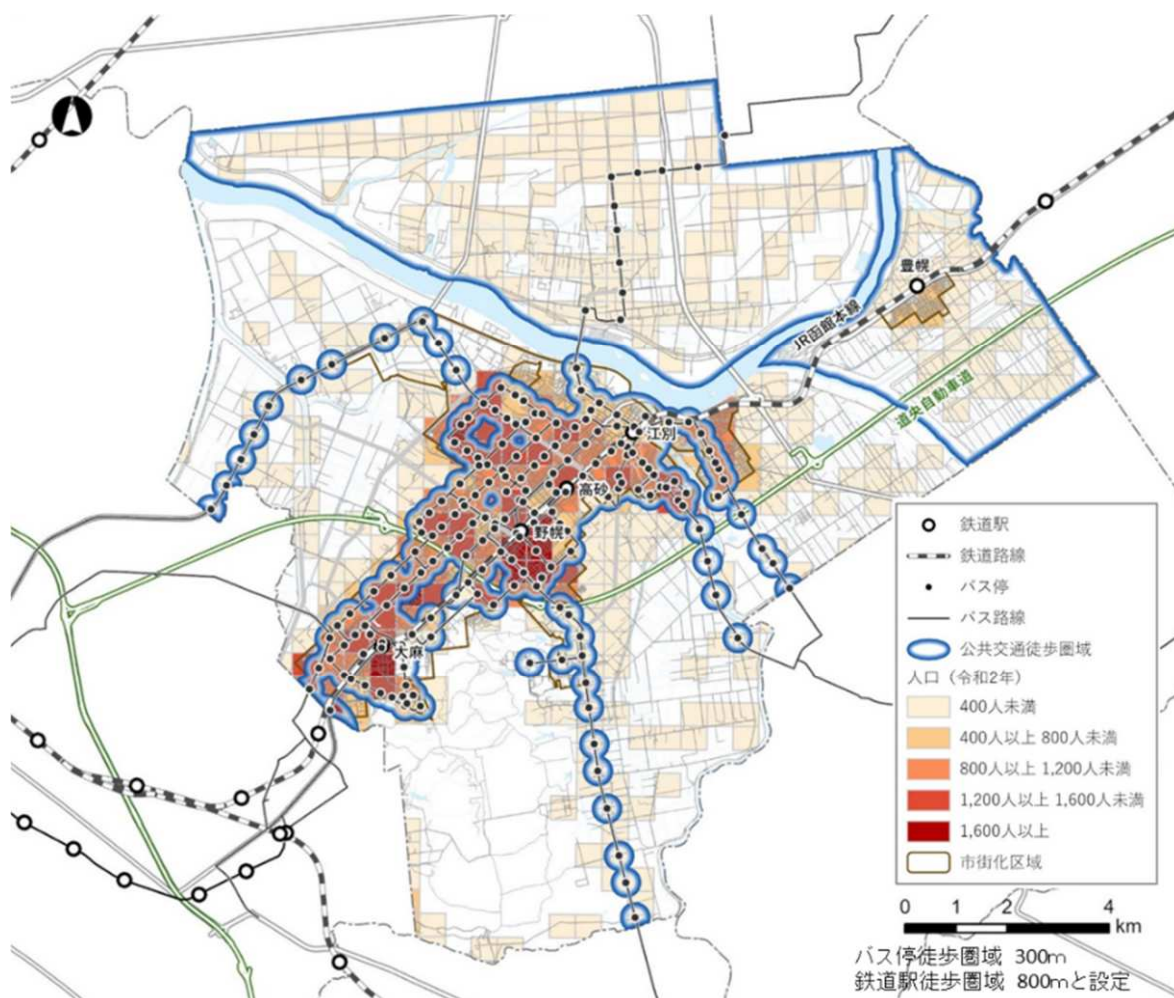 豊幌
JR函館本線
道央自動車道
江別
高砂
野幌
大麻
鉄道駅
鉄道路線
バス停
バス路線
公共交通徒歩圏域
人口（令和2年）
400人未満
400人以上 800人未満
800人以上 1,200人未満
1,200人以上 1,600人未満
1,600人以上
市街化区域
0 1 2 4 km
バス停徒歩圏域 300m
鉄道駅徒歩圏域 800mと設定